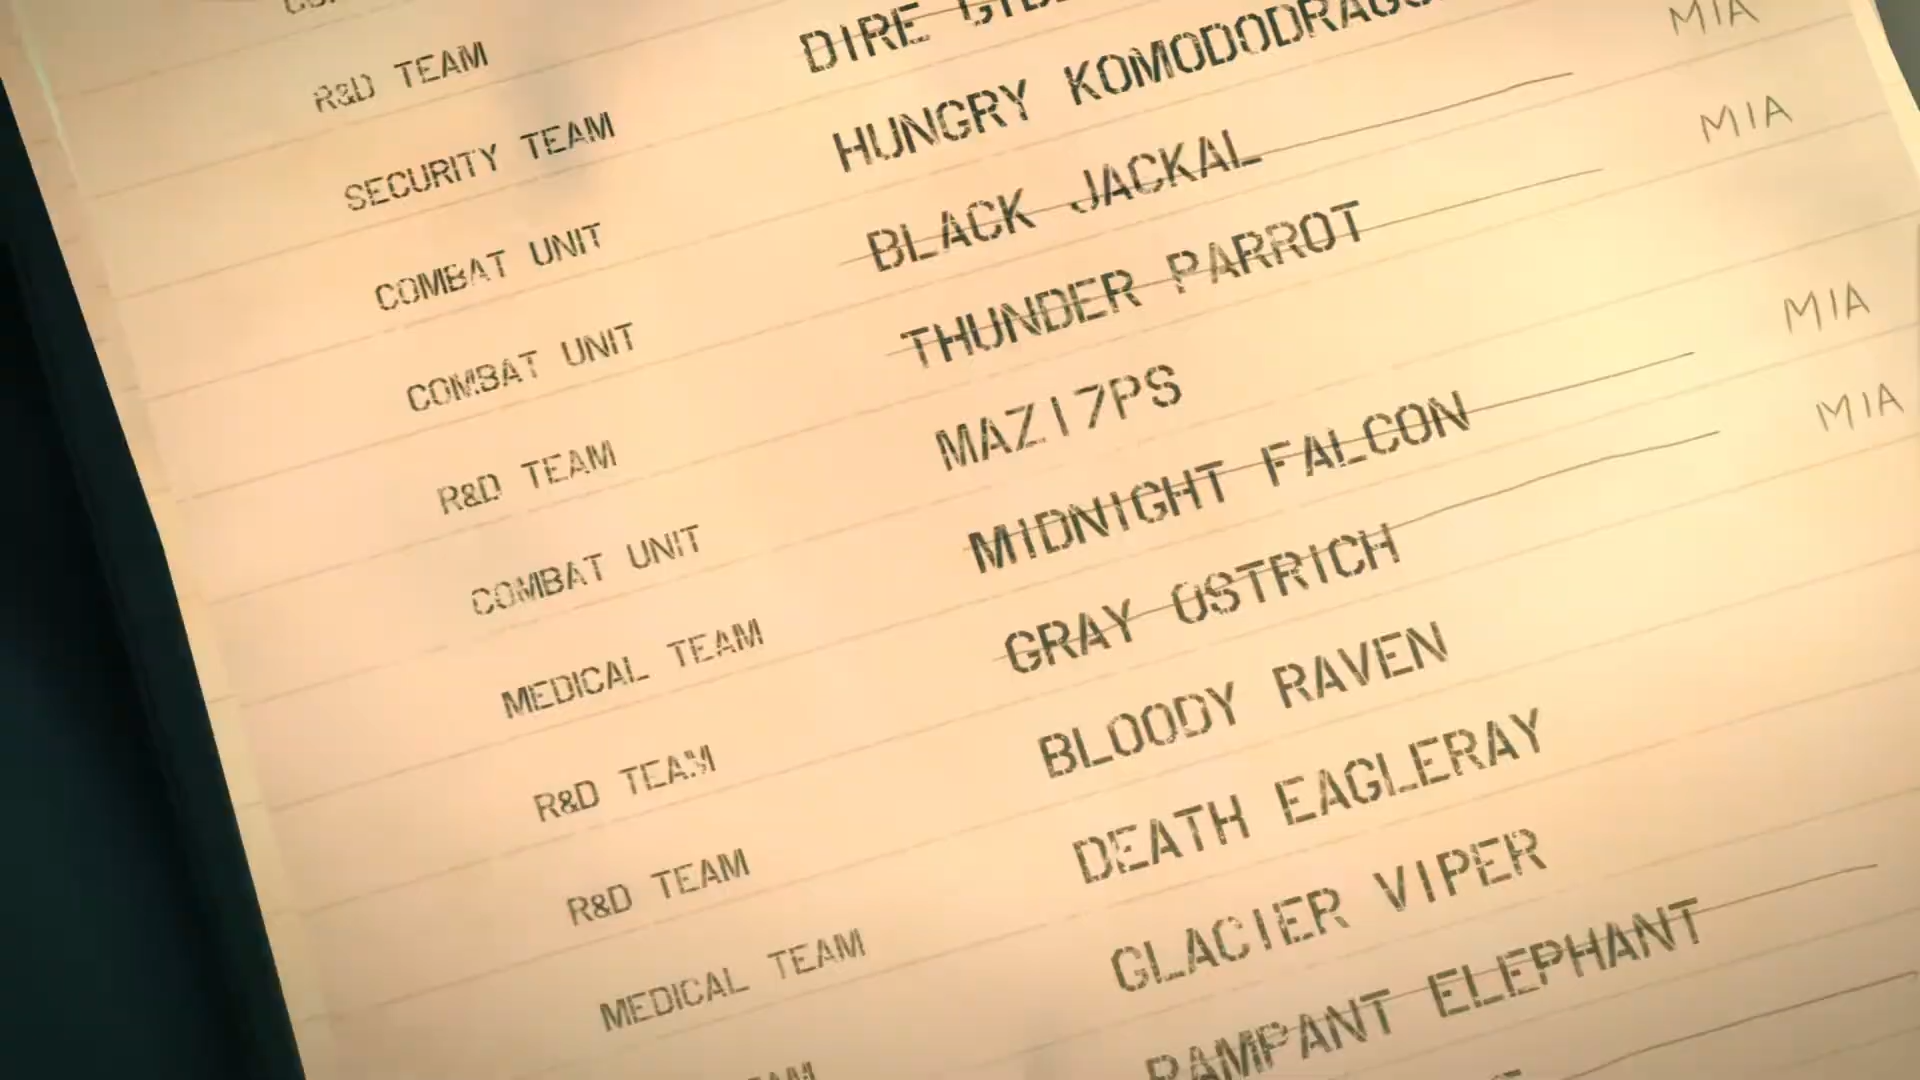 R&D TEAM
SECURITY TEAM DIRE
COMBAT UNIT HUNGRY KOMODODRAGO
COMBAT UNIT BLACK JACKAL MIA
R&D TEAM THUNDER PARROT MIA
COMBAT UNIT MAZ17PS
MEDICAL TEAM MIDNIGHT FALCON MIA
R&D TEAM GRAY OSTRICH MIA
R&D TEAM BLOODY RAVEN
MEDICAL TEAM DEATH EAGLERAY
GLACIER VIPER
RAMPANT ELEPHANT